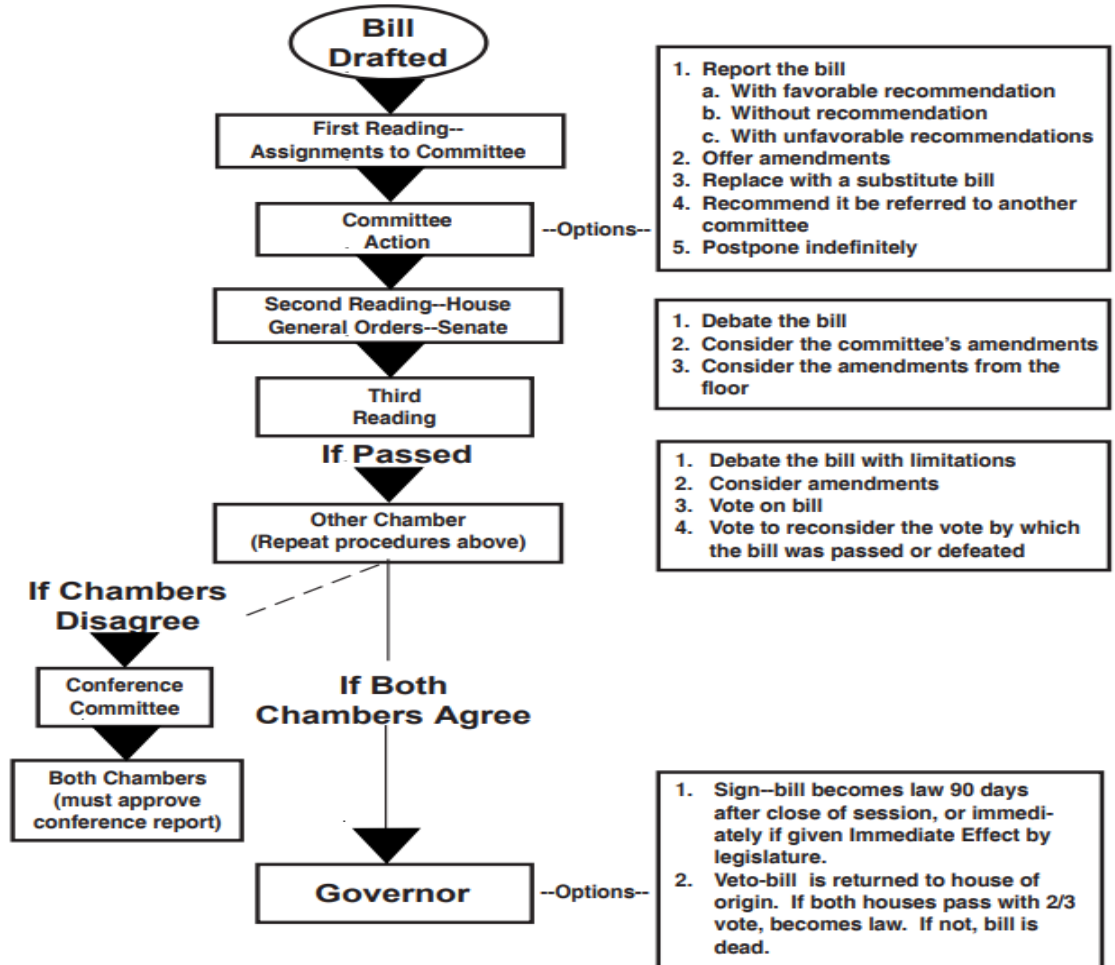 Bill
Drafted
First Reading--
Assignments to Committee
Committee
Action
--Options--
1. Report the bill
a. With favorable recommendation
b. Without recommendation
c. With unfavorable recommendations
2. Offer amendments
3. Replace with a substitute bill
4. Recommend it be referred to another
committee
5. Postpone indefinitely
Second Reading--House
General Orders--Senate
1. Debate the bill
2. Consider the committee's amendments
3. Consider the amendments from the
floor
Third
Reading
If Passed
1. Debate the bill with limitations
2. Consider amendments
3. Vote on bill
4. Vote to reconsider the vote by which
the bill was passed or defeated
Other Chamber
(Repeat procedures above)
If Chambers
Disagree
Conference
Committee
Both Chambers
(must approve
conference report)
If Both
Chambers Agree
Governor
--Options--
1. Sign--bill becomes law 90 days
after close of session, or immedi-
ately if given Immediate Effect by
legislature.
2. Veto-bill is returned to house of
origin. If both houses pass with 2/3
vote, becomes law. If not, bill is
dead.